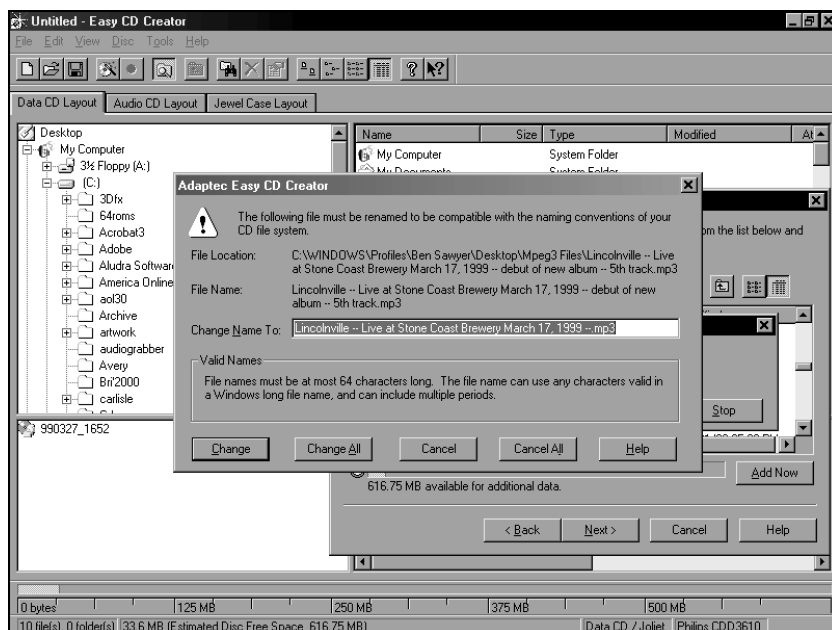 Untitled - Easy CD Creator
File Edit View Disc Tools Help
Data CD Layout Audio CD Layout Jewel Case Layout
Desktop
My Computer
3½ Floppy (A:)
(C:)
3Dfx
64roms
Acrobat3
Adobe
Aludra Software
America Online
aol30
Archive
artwork
audiograbber
Avery
Bri'2000
carlisle
990327_1652
Name Size Type Modified At
My Computer System Folder
My Documents System Folder
om the list below and
Adaptec Easy CD Creator
The following file must be renamed to be compatible with the naming conventions of your
CD file system.
File Location: C:\WINDOWS\Profiles\Ben Sawyer\Desktop\Mpeg3 Files\Lincolnville -- Live
at Stone Coast Brewery March 17, 1999 -- debut of new album -- 5th track.mp3
File Name: Lincolnville -- Live at Stone Coast Brewery March 17, 1999 -- debut of new
album -- 5th track.mp3
Change Name To: Lincolnville -- Live at Stone Coast Brewery March 17, 1999 --.mp3
Valid Names
File names must be at most 64 characters long. The file name can use any characters valid in
a Windows long file name, and can include multiple periods.
Change Change All Cancel Cancel All Help
Stop
Add Now
616.75 MB available for additional data.
< Back Next > Cancel Help
0 bytes 125 MB 250 MB 375 MB 500 MB
10 file(s), 0 folder(s) 33.6 MB (Estimated Disc Free Space, 616.75 MB) Data CD / Joliet Philips CDD3610